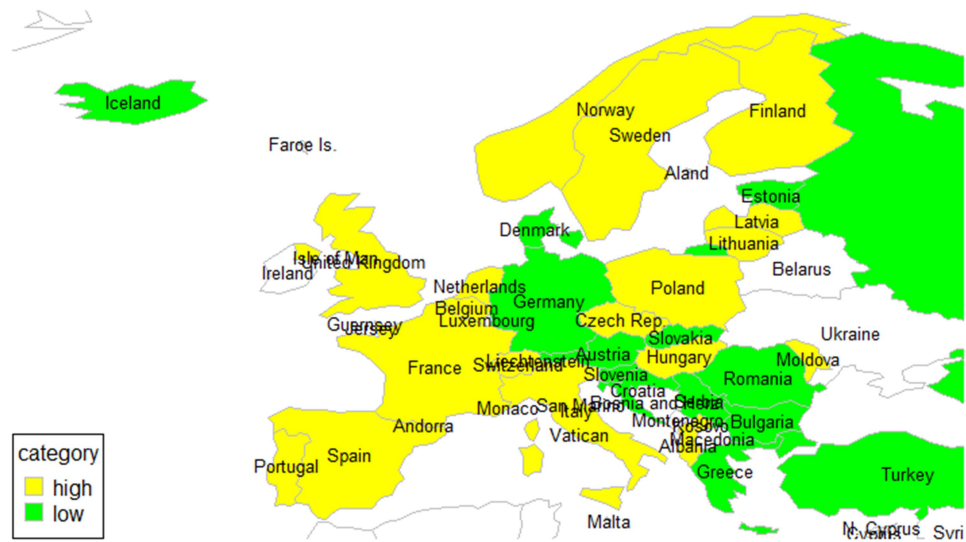 Iceland
Norway
Finland
Sweden
Faroe Is.
Aland
Estonia
Denmark
Latvia
Lithuania
Isle of Man
United Kingdom
Ireland
Belarus
Netherlands
Poland
Germany
Belgium
Luxembourg
Czech Rep.
Guernsey
Jersey
Ukraine
Slovakia
Austria
Hungary
Moldova
Liechtenstein
Switzerland
France
Slovenia
Romania
Croatia
Bosnia and Herz.
Serbia
San Marino
Monaco
Italy
Montenegro
Bulgaria
Andorra
Kosovo
Vatican
Macedonia
Albania
category
Spain
Portugal
Greece
Turkey
high
low
Malta
N. Cyprus
Cyprus
Syri